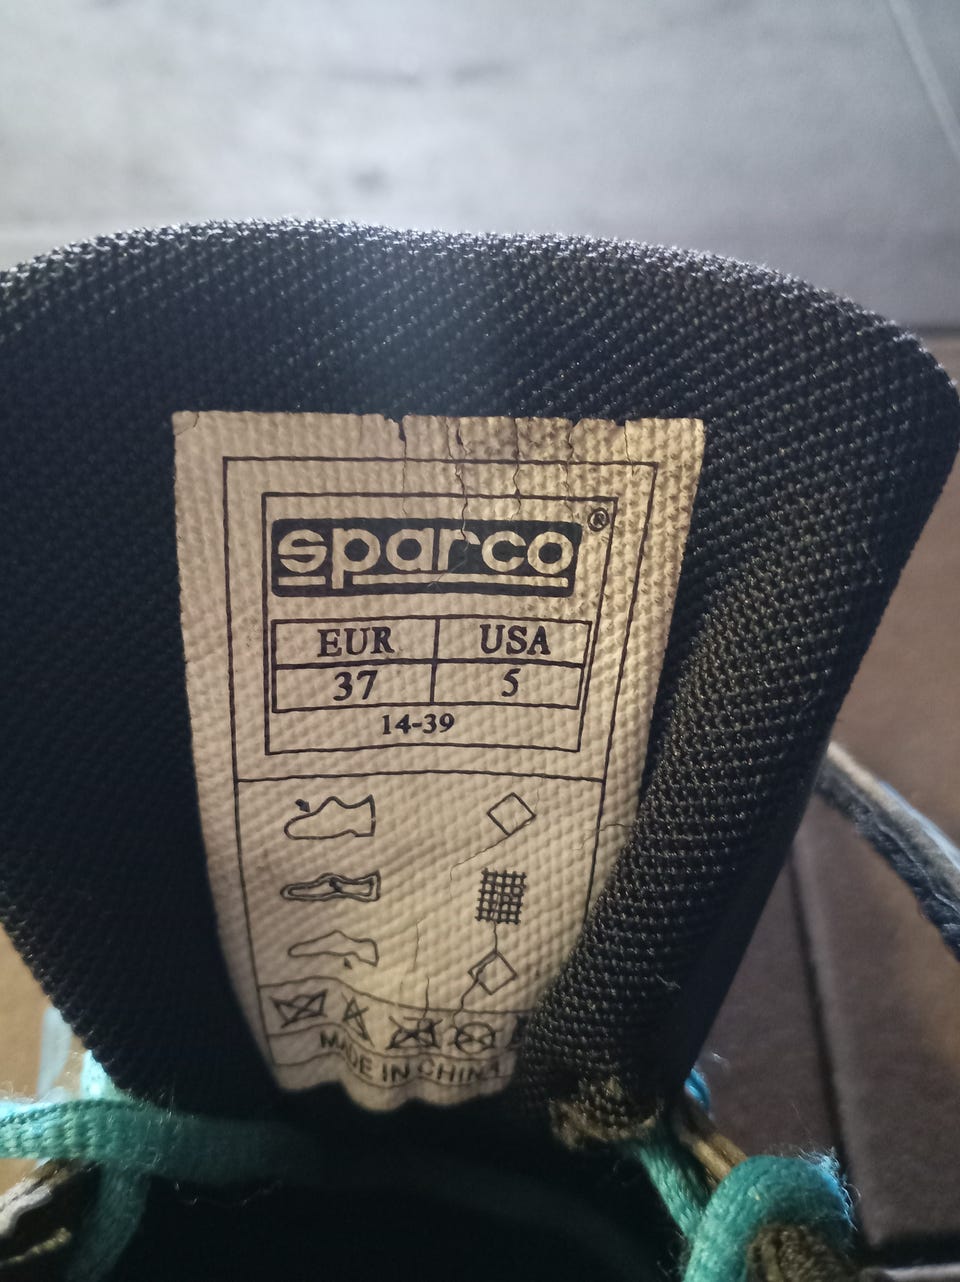 sparco®
EUR USA
37 5
14-39
MADE IN CHINA